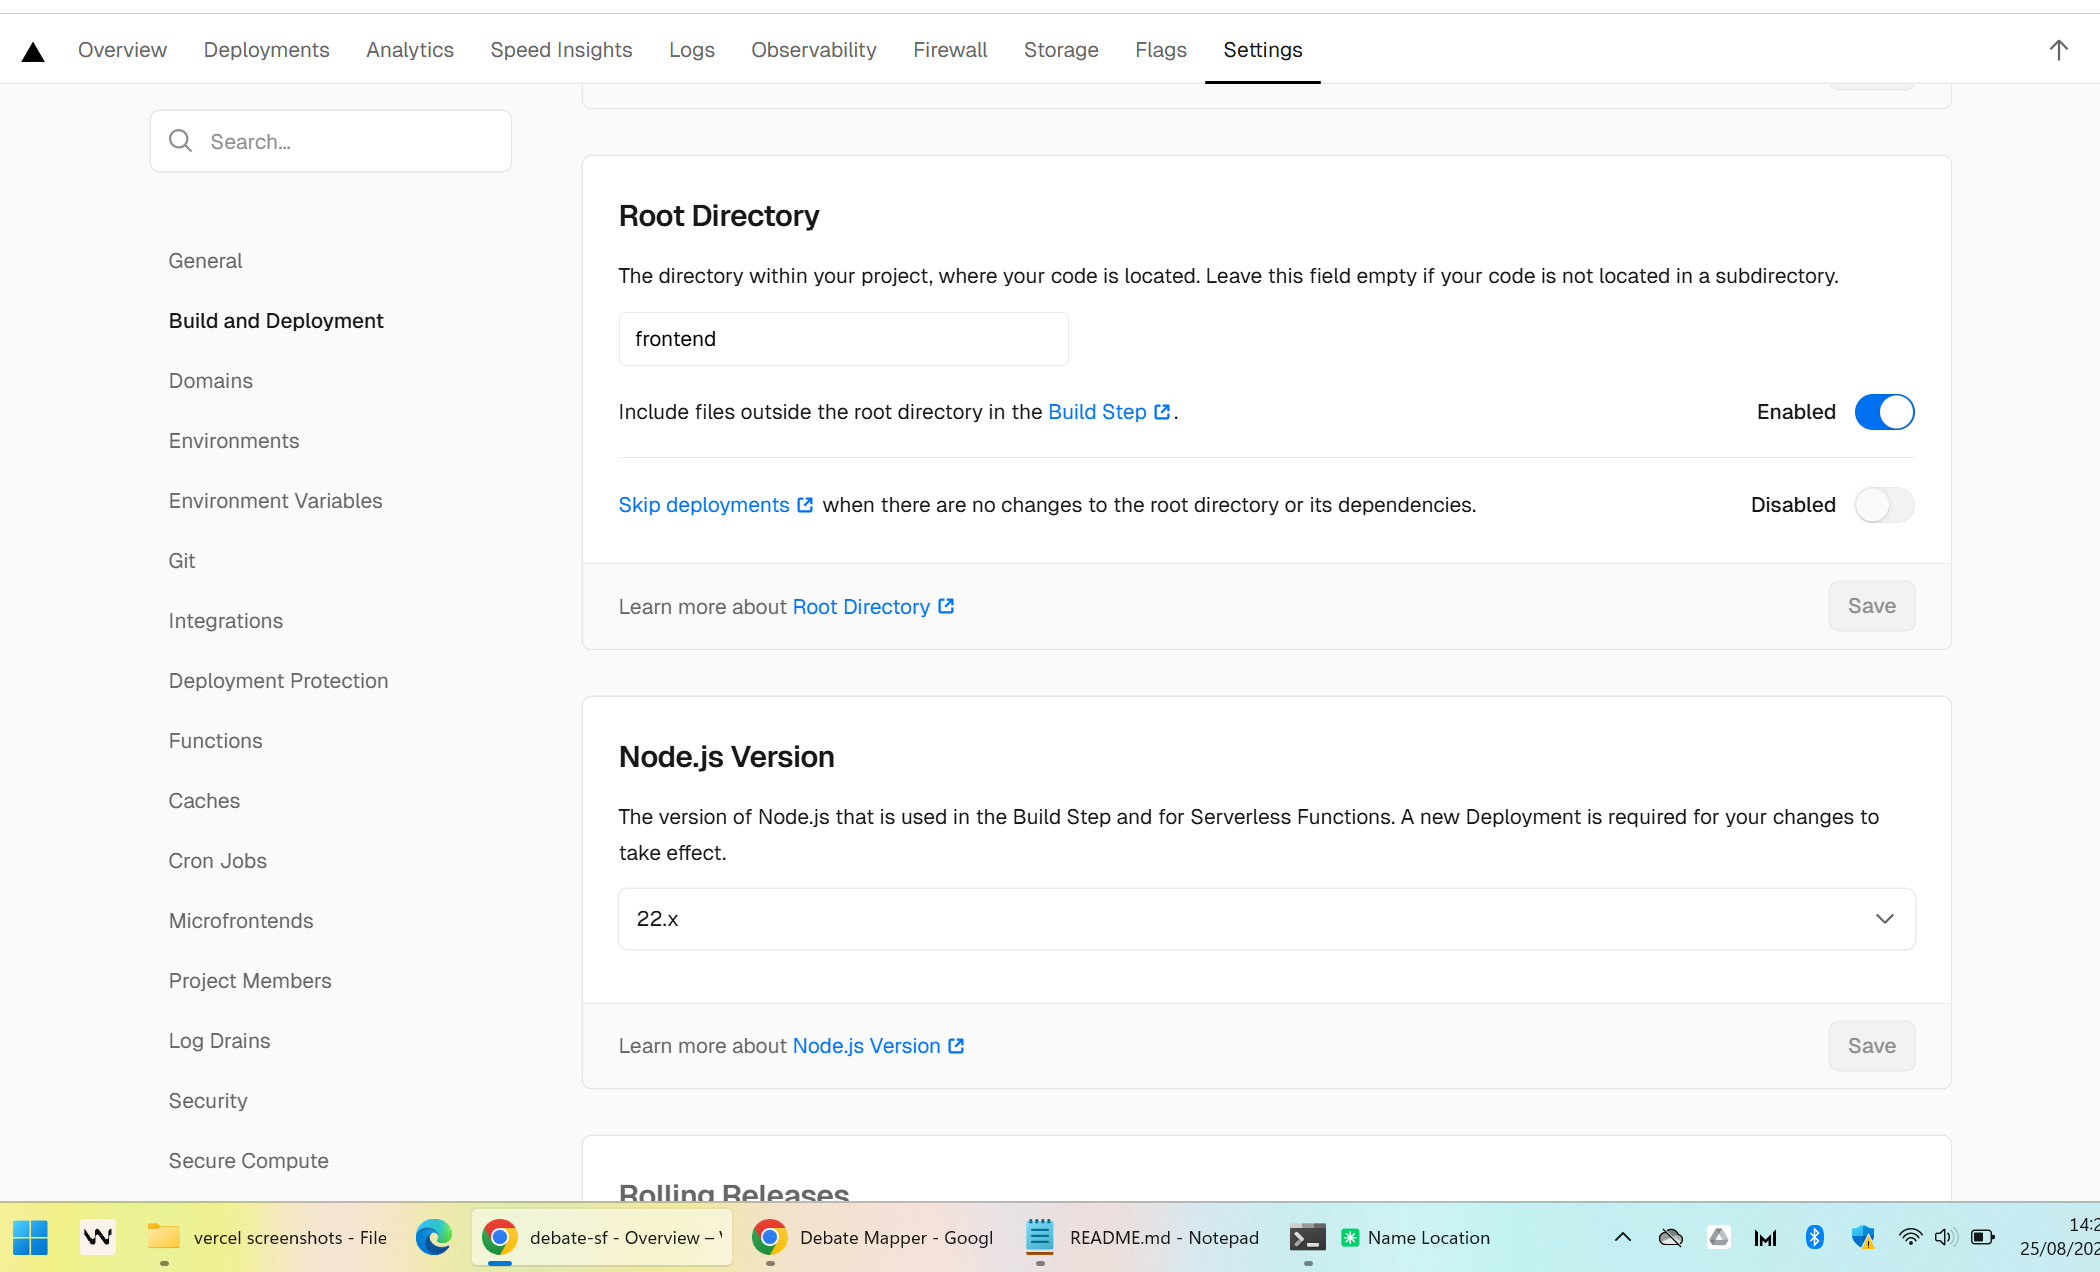 Overview Deployments Analytics Speed Insights Logs Observability Firewall Storage Flags Settings
Search...
General
Build and Deployment
Domains
Environments
Environment Variables
Git
Integrations
Deployment Protection
Functions
Caches
Cron Jobs
Microfrontends
Project Members
Log Drains
Security
Secure Compute
Root Directory
The directory within your project, where your code is located. Leave this field empty if your code is not located in a subdirectory.
frontend
Include files outside the root directory in the Build Step.
Enabled
Skip deployments when there are no changes to the root directory or its dependencies.
Disabled
Learn more about Root Directory
Save
Node.js Version
The version of Node.js that is used in the Build Step and for Serverless Functions. A new Deployment is required for your changes to
take effect.
22.x
Learn more about Node.js Version
Save
Rolling Releases
vercel screenshots - File
debate-sf - Overview –
Debate Mapper - Googl
README.md - Notepad
Name Location
14:2
25/08/202